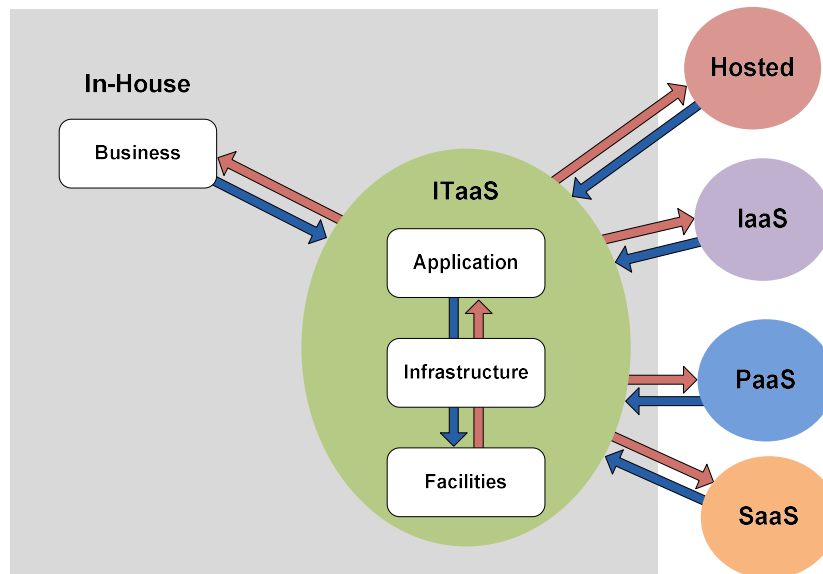 In-House
Business
ITaaS
Application
Infrastructure
Facilities
Hosted
IaaS
PaaS
SaaS